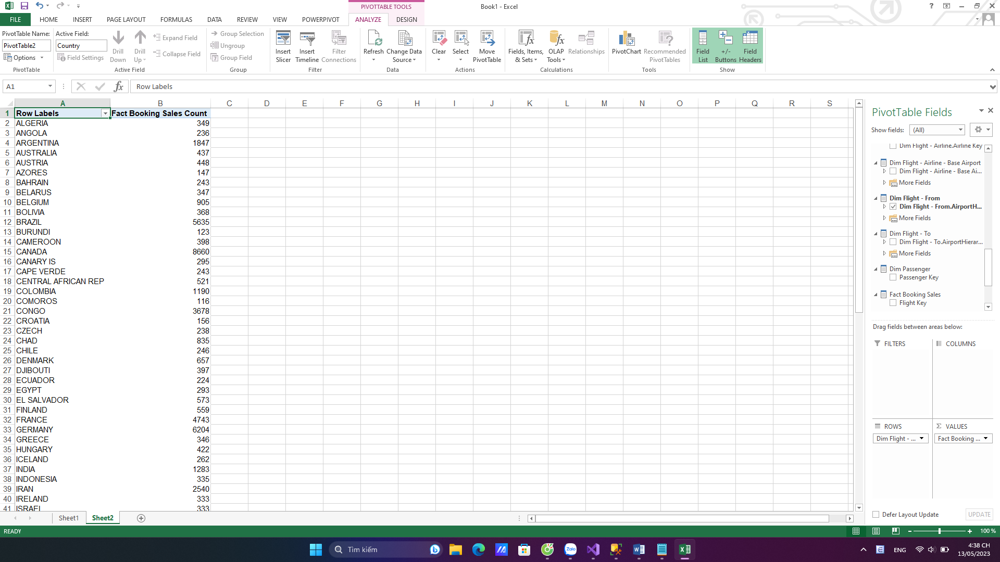 PIVOTTABLE TOOLS
Book1 - Excel
FILE HOME INSERT PAGE LAYOUT FORMULAS DATA REVIEW VIEW POWERPIVOT ANALYZE DESIGN
PivotTable Name:
PivotTable2
Options
PivotTable
Active Field:
Country
Field Settings
Drill Down
Drill Up
Expand Field
Collapse Field
Active Field
Group Selection
Ungroup
Group Field
Group
Insert Slicer
Insert Timeline
Filter Connections
Filter
Refresh
Change Data Source
Data
Clear
Select
Move PivotTable
Actions
Fields, Items, & Sets
OLAP Tools
Relationships
Calculations
PivotChart
Recommended PivotTables
Tools
Field List
+/- Buttons
Field Headers
Show
A1
fx
Row Labels
A B C D E F G H I J K L M N O P Q R S
1 Row Labels Fact Booking Sales Count
2 ALGERIA 349
3 ANGOLA 236
4 ARGENTINA 1847
5 AUSTRALIA 437
6 AUSTRIA 448
7 AZORES 147
8 BAHRAIN 243
9 BELARUS 347
10 BELGIUM 905
11 BOLIVIA 368
12 BRAZIL 5635
13 BURUNDI 123
14 CAMEROON 398
15 CANADA 8660
16 CANARY IS 295
17 CAPE VERDE 243
18 CENTRAL AFRICAN REP 521
19 COLOMBIA 1190
20 COMOROS 116
21 CONGO 3678
22 CROATIA 156
23 CZECH 238
24 CHAD 835
25 CHILE 246
26 DENMARK 657
27 DJIBOUTI 397
28 ECUADOR 224
29 EGYPT 293
30 EL SALVADOR 573
31 FINLAND 559
32 FRANCE 4743
33 GERMANY 6204
34 GREECE 346
35 HUNGARY 422
36 ICELAND 262
37 INDIA 1283
38 INDONESIA 335
39 IRAN 2540
40 IRELAND 333
41 ISRAEL 333
PivotTable Fields
Show fields: (All)
Dim Flight - Airline.Airline Key
Dim Flight - Airline - Base Airport
Dim Flight - Airline - Base Ai...
More Fields
Dim Flight - From
Dim Flight - From.AirportH...
More Fields
Dim Flight - To
Dim Flight - To.AirportHierar...
More Fields
Dim Passenger
Passenger Key
Fact Booking Sales
Flight Key
Drag fields between areas below:
FILTERS
COLUMNS
ROWS
Dim Flight - ...
Σ VALUES
Fact Booking ...
Defer Layout Update
UPDATE
Sheet1 Sheet2
READY
100 %
Tìm kiếm
Zalo
ENG
4:38 CH
13/05/2023